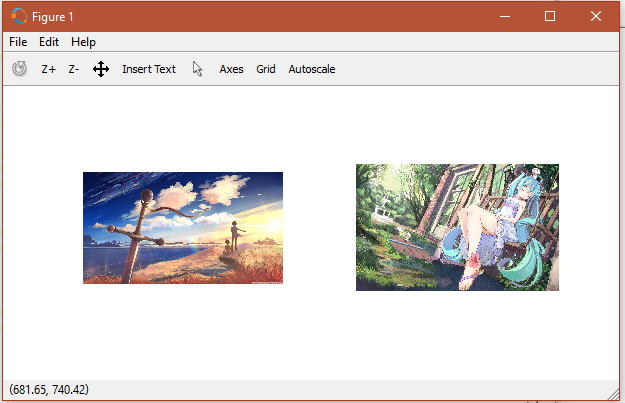 Figure 1
File Edit Help
Z+ Z- Insert Text Axes Grid Autoscale
(681.65, 740.42)